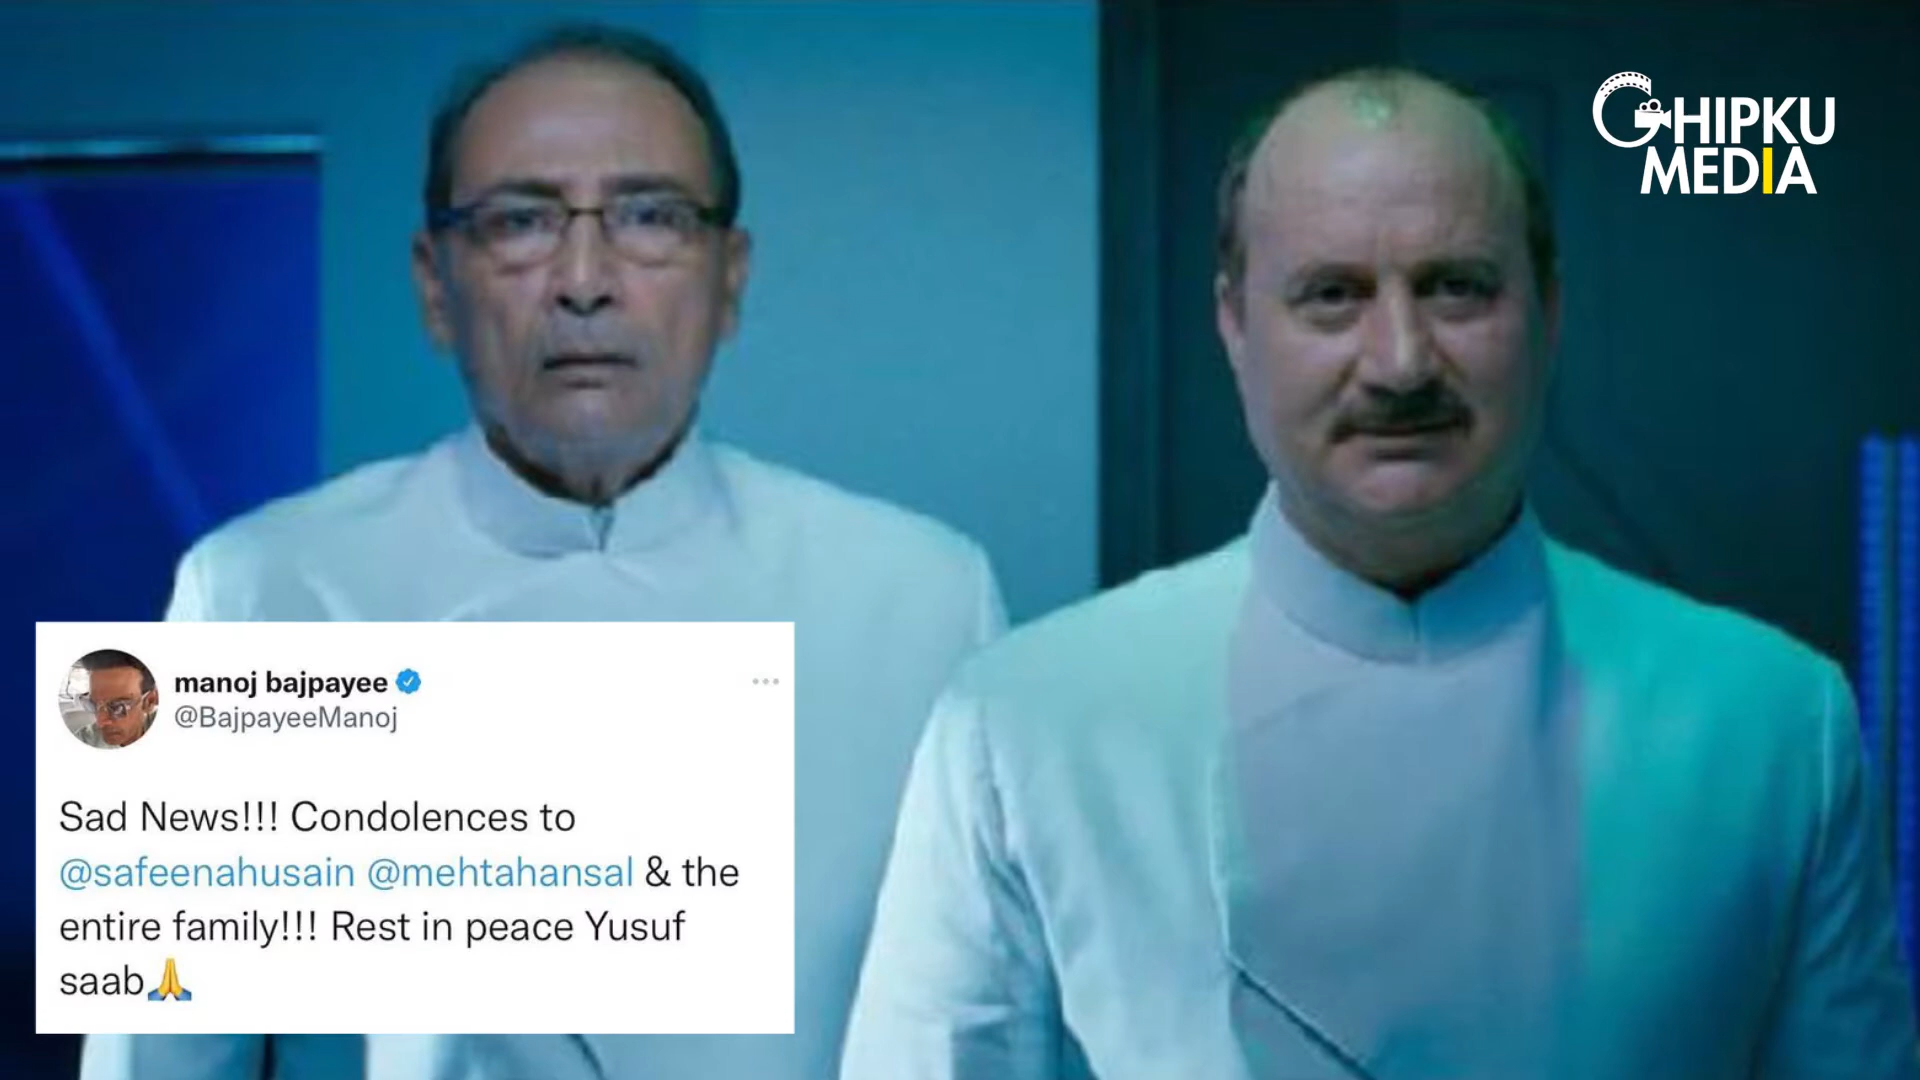 GHIPKU
MEDIA
manoj bajpayee
@BajpayeeManoj
Sad News!!! Condolences to
@safeenahusain @mehtahansal & the
entire family!!! Rest in peace Yusuf
saab🙏